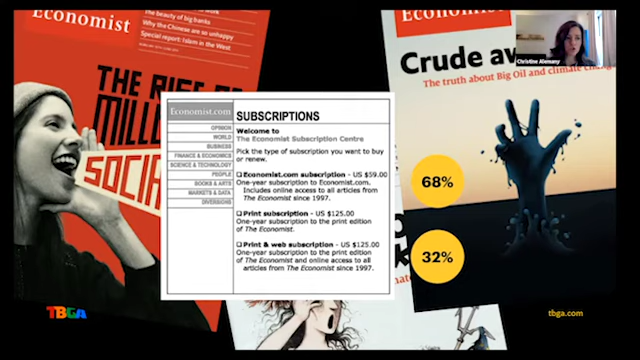 Economist
The beauty of big banks
Why the Chinese are so unhappy
Special report: Islam in the West
THE RISE OF
MILLE
SOCIA
Economist
Crude aw
The truth about Big Oil and climate change
Christine Alemany
Economist.com
OPINION
WORLD
BUSINESS
FINANCE & ECONOMICS
SCIENCE & TECHNOLOGY
PEOPLE
BOOKS & ARTS
MARKETS & DATA
DIVERSIONS
SUBSCRIPTIONS
Welcome to
The Economist Subscription Centre
Pick the type of subscription you want to buy
or renew.
Economist.com subscription - US $59.00
One-year subscription to Economist.com.
Includes online access to all articles from
The Economist since 1997.
Print subscription - US $125.00
One-year subscription to the print edition
of The Economist.
Print & web subscription - US $125.00
One-year subscription to the print edition
of The Economist and online access to all
articles from The Economist since 1997.
68%
32%
TBGA
tbga.com